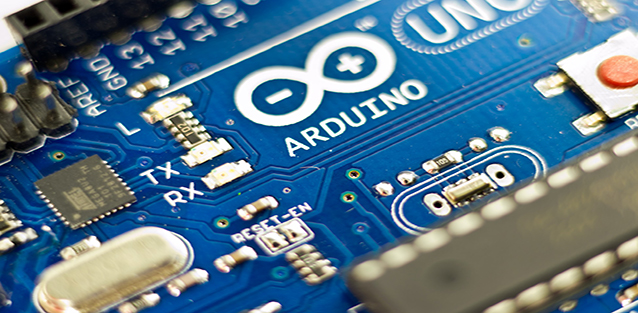 UNO
10
11
12
13
GND
AREF
ARDUINO
L
TX
RX
RESET-EN